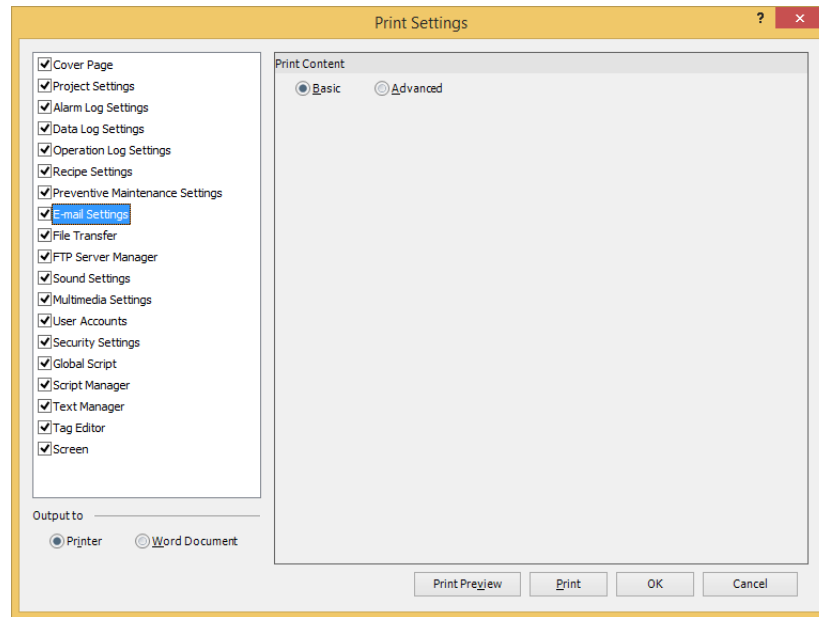 Print Settings
? ×
Cover Page
Project Settings
Alarm Log Settings
Data Log Settings
Operation Log Settings
Recipe Settings
Preventive Maintenance Settings
E-mail Settings
File Transfer
FTP Server Manager
Sound Settings
Multimedia Settings
User Accounts
Security Settings
Global Script
Script Manager
Text Manager
Tag Editor
Screen
Output to
Printer Word Document
Print Content
Basic Advanced
Print Preview Print OK Cancel